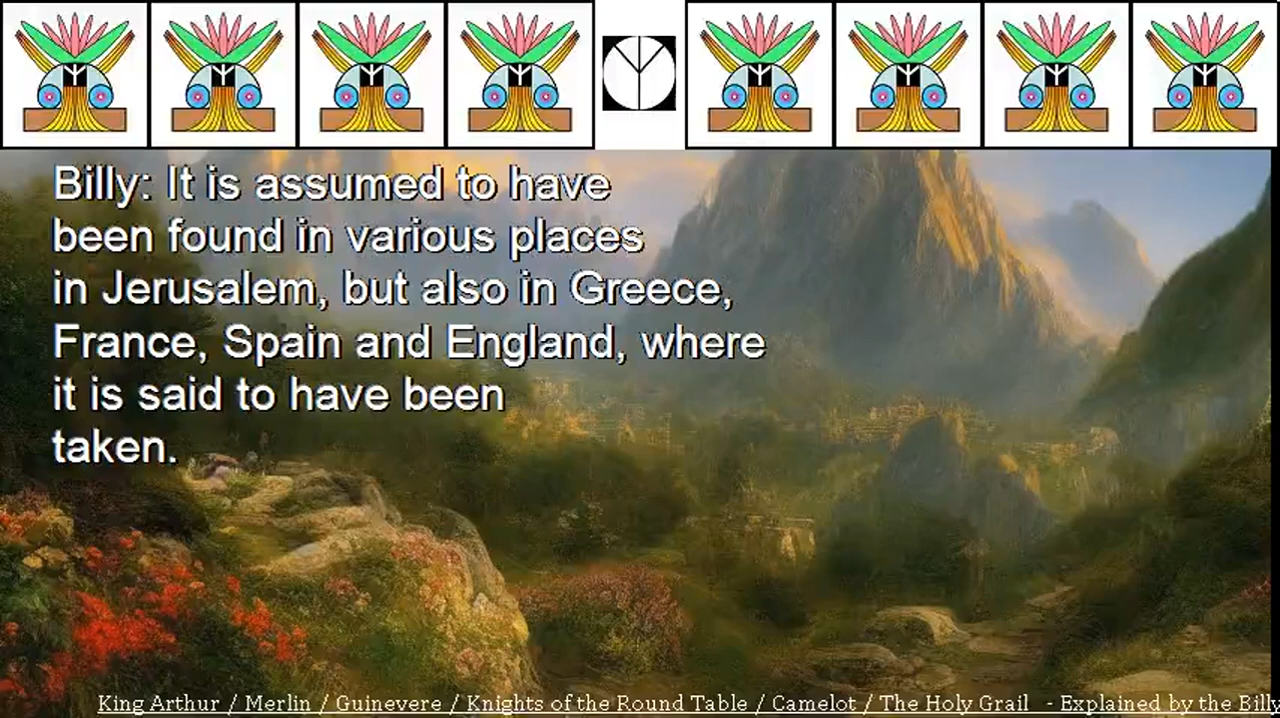 Billy: It is assumed to have
been found in various places
in Jerusalem, but also in Greece,
France, Spain and England, where
it is said to have been
taken.
King Arthur / Merlin / Guinevere / Knights of the Round Table / Camelot / The Holy Grail - Explained by the Billy